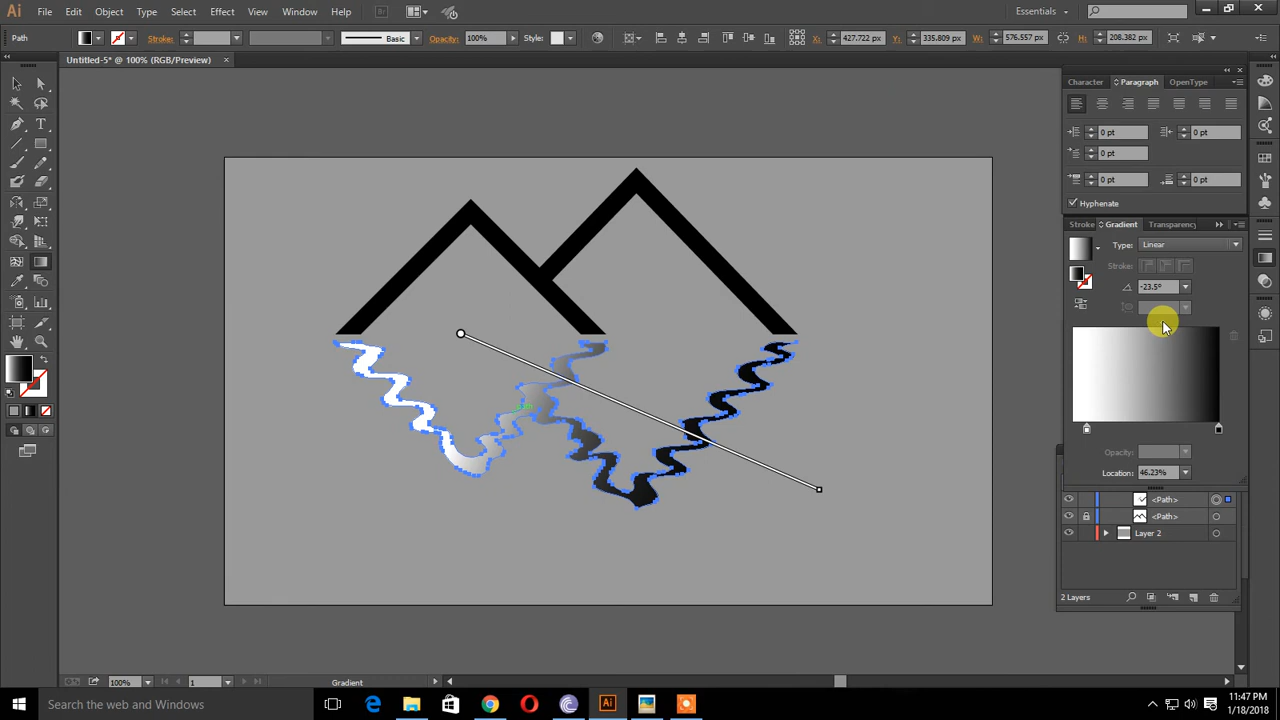 Ai File Edit Object Type Select Effect View Window Help Br Essentials
Path Stroke: Basic Opacity: 100% Style: X: 427.722 px Y: 335.809 px W: 576.557 px H: 208.382 px
Untitled-5* @ 100% (RGB/Preview)
Character Paragraph OpenType
0 pt 0 pt
0 pt
0 pt 0 pt
Hyphenate
Stroke Gradient Transparency
Type: Linear
Stroke:
-23.5°
Opacity:
Location: 46.23%
<Path>
<Path>
Layer 2
2 Layers
100% 1 Gradient
Search the web and Windows
Ai
11:47 PM
1/18/2018